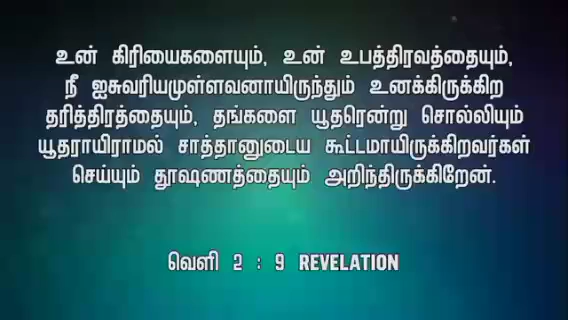 உன் கிரியைகளையும், உன் உபத்திரவத்தையும்,
நீ ஐசுவரியமுள்ளவனாயிருந்தும் உனக்கிருக்கிற
தரித்திரத்தையும், தங்களை யூதரென்று சொல்லியும்
யூதராயிராமல் சாத்தானுடைய கூட்டமாயிருக்கிறவர்கள்
செய்யும் தூஷணத்தையும் அறிந்திருக்கிறேன்.
வெளி 2 : 9 REVELATION